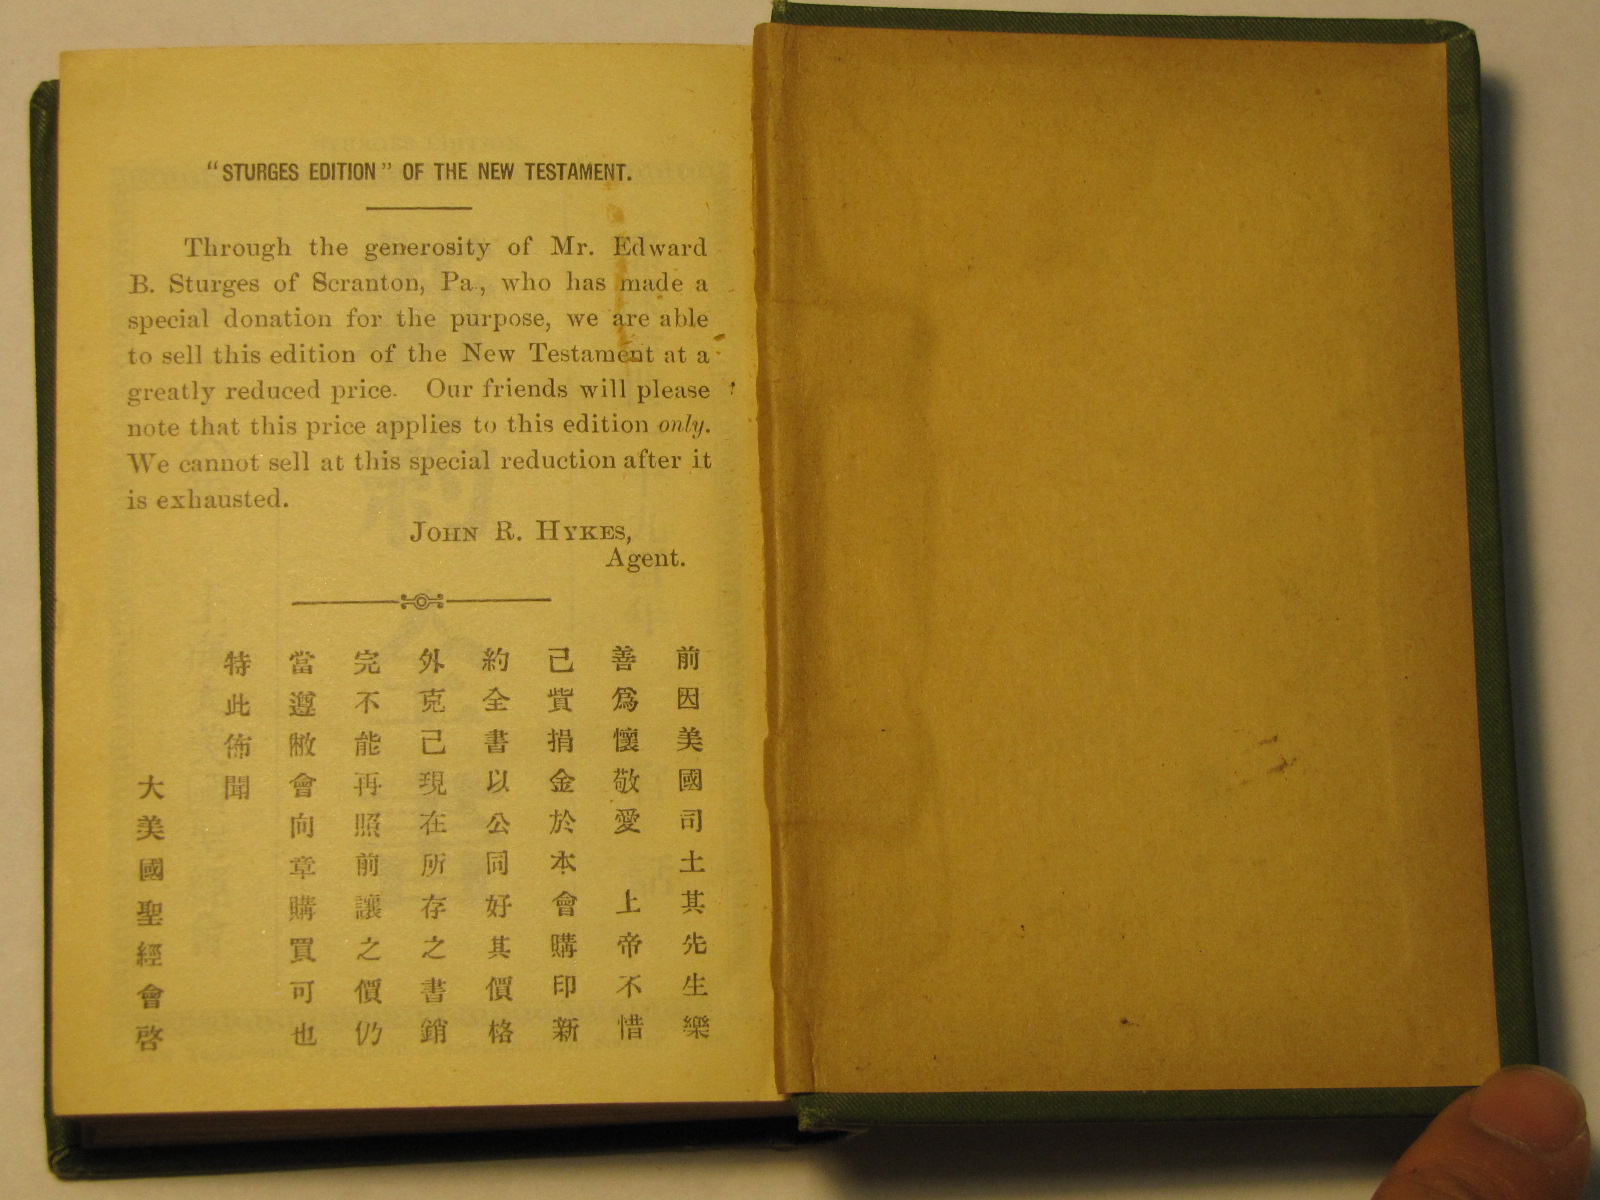 “STURGES EDITION” OF THE NEW TESTAMENT.
Through the generosity of Mr. Edward
B. Sturges of Scranton, Pa., who has made a
special donation for the purpose, we are able
to sell this edition of the New Testament at a
greatly reduced price. Our friends will please
note that this price applies to this edition only.
We cannot sell at this special reduction after it
is exhausted.
John R. Hykes,
Agent.
前因美國司土其先生樂
善爲懷敬愛 上帝不惜
己貲捐金於本會購印新
約全書以公同好其價格
外克己現在所存之書銷
完不能再照前讓之價仍
當遵敝會向章購買可也
特此佈聞
大美國聖經會啓